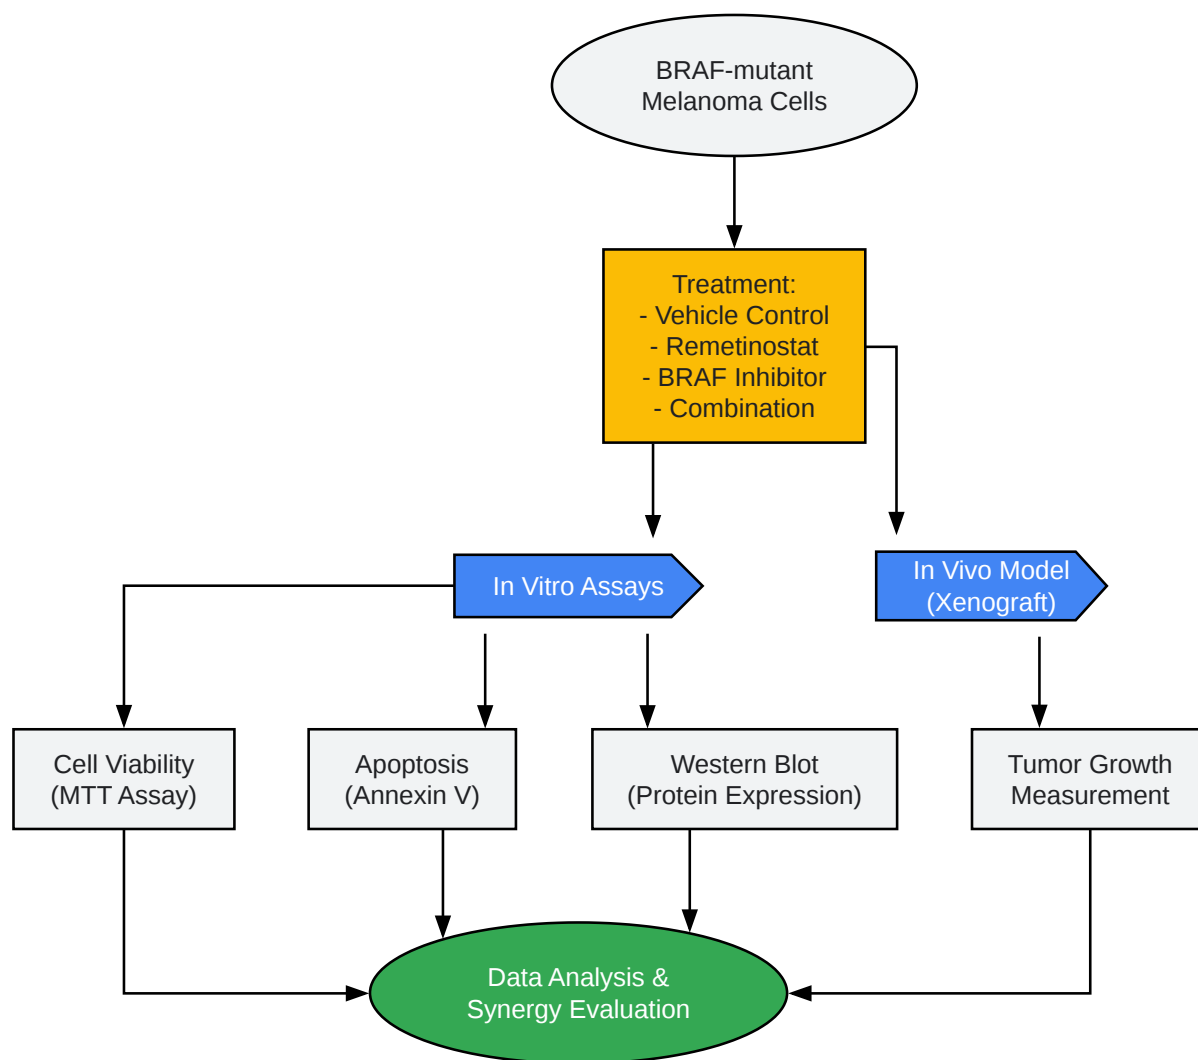 BRAF-mutant
Melanoma Cells
Treatment:
- Vehicle Control
- Remetinostat
- BRAF Inhibitor
- Combination
In Vitro Assays
In Vivo Model
(Xenograft)
Cell Viability
(MTT Assay)
Apoptosis
(Annexin V)
Western Blot
(Protein Expression)
Tumor Growth
Measurement
Data Analysis &
Synergy Evaluation